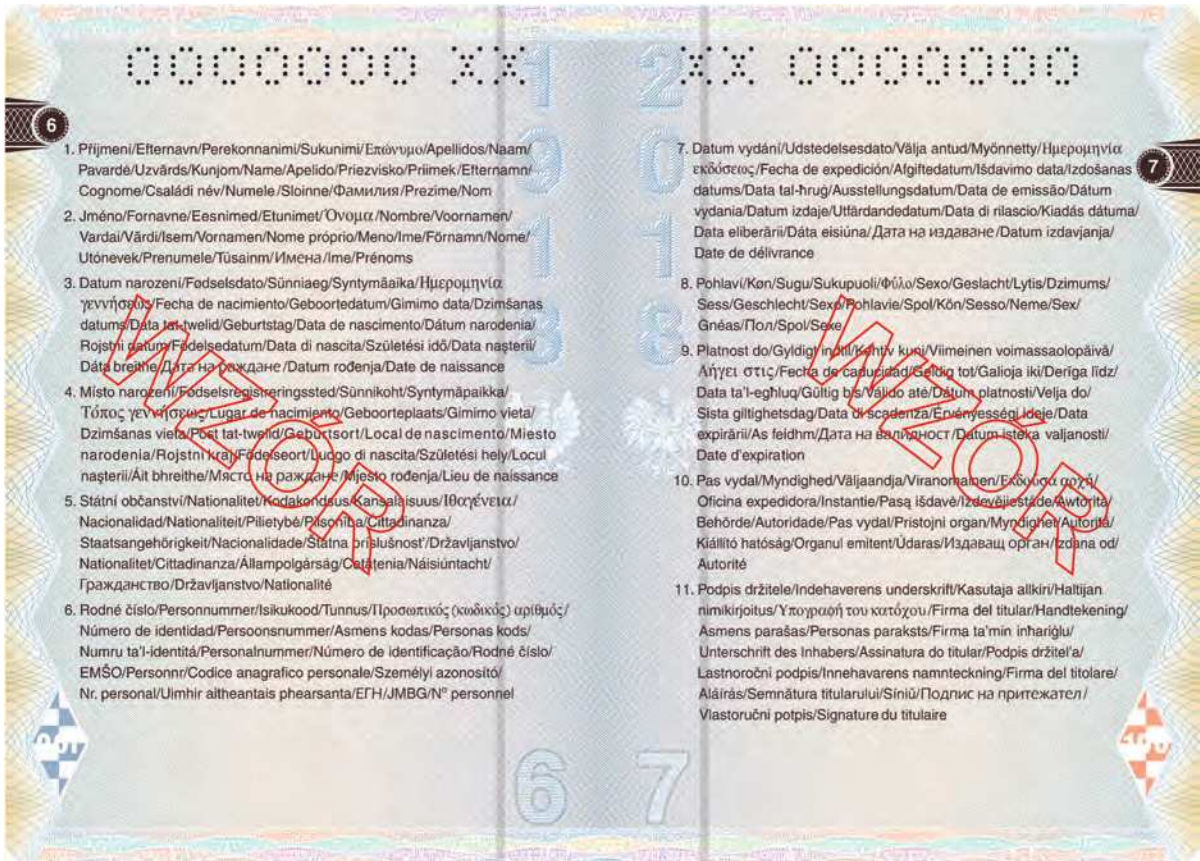 0000000 XX
XX 0000000
1 9 1 8
2 0 1 8
6
1. Příjmení/Efternavn/Perekonnanimi/Sukunimi/Επώνυμο/Apellidos/Naam/
Pavardė/Uzvārds/Kunjom/Name/Apelido/Priezvisko/Priimek/Efternamn/
Cognome/Családi név/Numele/Sloinne/Фамилия/Prezime/Nom
2. Jméno/Fornavne/Eesnimed/Etunimet/Όνομα/Nombre/Voornamen/
Vardai/Vārdi/Isem/Vornamen/Nome próprio/Meno/Ime/Förnamn/Nome/
Utónevek/Prenumele/Túsainm/Имена/Ime/Prénoms
3. Datum narození/Fødselsdato/Sünniaeg/Syntymäaika/Ημερομηνία
γεννήσεως/Fecha de nacimiento/Geboortedatum/Gimimo data/Dzimšanas
datums/Data tat-twelid/Geburtstag/Data de nascimento/Dátum narodenia/
Rojstni datum/Födelsedatum/Data di nascita/Születési idő/Data naşterii/
Dáta breithe/Дата на раждане/Datum rođenja/Date de naissance
4. Místo narození/Fødselsregistreringssted/Sünnikoht/Syntymäpaikka/
Τόπος γεννήσεως/Lugar de nacimiento/Geboorteplaats/Gimimo vieta/
Dzimšanas vieta/Post tat-twelid/Geburtsort/Local de nascimento/Miesto
narodenia/Rojstni kraj/Födelseort/Luogo di nascita/Születési hely/Locul
naşterii/Áit bhreithe/Място на раждане/Mjesto rođenja/Lieu de naissance
5. Státní občanství/Nationalitet/Kodakondsus/Kansalaisuus/Ιθαγένεια/
Nacionalidad/Nationaliteit/Pilietybė/Pilsonība/Cittadinanza/
Staatsangehörigkeit/Nacionalidade/Štátna príslušnosť/Državljanstvo/
Nationalitet/Cittadinanza/Állampolgárság/Cetăţenia/Náisiúntacht/
Гражданство/Državljanstvo/Nationalité
6. Rodné číslo/Personnummer/Isikukood/Tunnus/Προσωπικός (κωδικός) αριθμός/
Número de identidad/Persoonsnummer/Asmens kodas/Personas kods/
Numru ta'l-identitá/Personalnummer/Número de identificação/Rodné číslo/
EMŠO/Personnr/Codice anagrafico personale/Személyi azonosító/
Nr. personal/Uimhir aitheantais phearsanta/ЕГН/JMBG/Nº personnel
WZÓR
6
7
7. Datum vydání/Udstedelsesdato/Välja antud/Myönnetty/Ημερομηνία
εκδόσεως/Fecha de expedición/Afgiftedatum/Išdavimo data/Izdošanas
datums/Data tal-ħruġ/Ausstellungsdatum/Data de emissão/Dátum
vydania/Datum izdaje/Utfärdandedatum/Data di rilascio/Kiadás dátuma/
Data eliberării/Dáta eisiúna/Дата на издаване/Datum izdavjanja/
Date de délivrance
8. Pohlaví/Køn/Sugu/Sukupuoli/Φύλο/Sexo/Geslacht/Lytis/Dzimums/
Sess/Geschlecht/Sexo/Pohlavie/Spol/Kön/Sesso/Neme/Sex/
Gnéas/Пол/Spol/Sexe
9. Platnost do/Gyldigt indtil/Kehtiv kuni/Viimeinen voimassaolopäivä/
Λήγει στις/Fecha de caducidad/Geldig tot/Galioja iki/Derīga līdz/
Data ta'l-egħluq/Gültig bis/Válido até/Dátum platnosti/Velja do/
Sista giltighetsdag/Data di scadenza/Érvényességi ideje/Data
expirării/As feidhm/Дата на валидност/Datum isteka valjanosti/
Date d'expiration
10. Pas vydal/Myndighed/Väljaandja/Viranomainen/Εκδούσα αρχή/
Oficina expedidora/Instantie/Pasą išdavė/Izdevējiestāde/Awtoritá/
Behörde/Autoridade/Pas vydal/Pristojni organ/Myndighet/Autorità/
Kiállító hatóság/Organul emitent/Údaras/Издаващ орган/Izdana od/
Autorité
11. Podpis držitele/Indehaverens underskrift/Kasutaja allkiri/Haltijan
nimikirjoitus/Υπογραφή του κατόχου/Firma del titular/Handtekening/
Asmens parašas/Personas paraksts/Firma ta'min inħariġlu/
Unterschrift des Inhabers/Assinatura do titular/Podpis držitel'a/
Lastnoročni podpis/Innehavarens namnteckning/Firma del titolare/
Aláírás/Semnătura titularului/Síniú/Подпис на притежател/
Vlastoručni potpis/Signature du titulaire
WZÓR
7